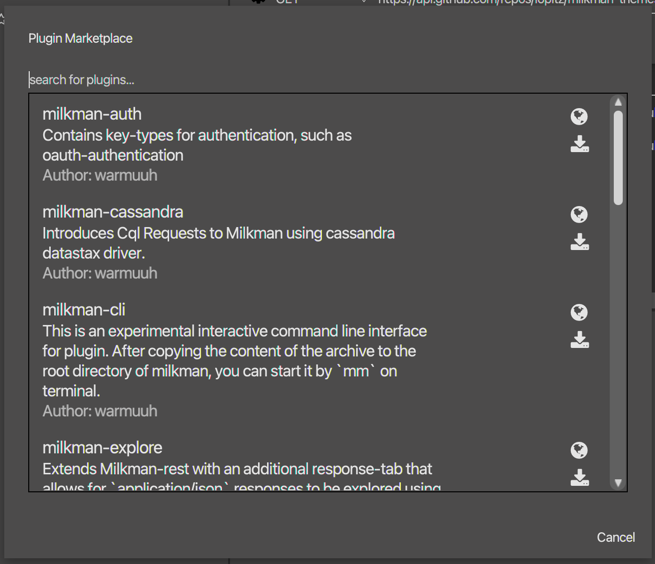 GET https://api.github.com/repos/lopitz/milkman-theme
Plugin Marketplace
search for plugins...
milkman-auth
Contains key-types for authentication, such as
oauth-authentication
Author: warmuuh
milkman-cassandra
Introduces Cql Requests to Milkman using cassandra
datastax driver.
Author: warmuuh
milkman-cli
This is an experimental interactive command line interface
for plugin. After copying the content of the archive to the
root directory of milkman, you can start it by `mm` on
terminal.
Author: warmuuh
milkman-explore
Extends Milkman-rest with an additional response-tab that
allows for `application/json` responses to be explored using
Cancel